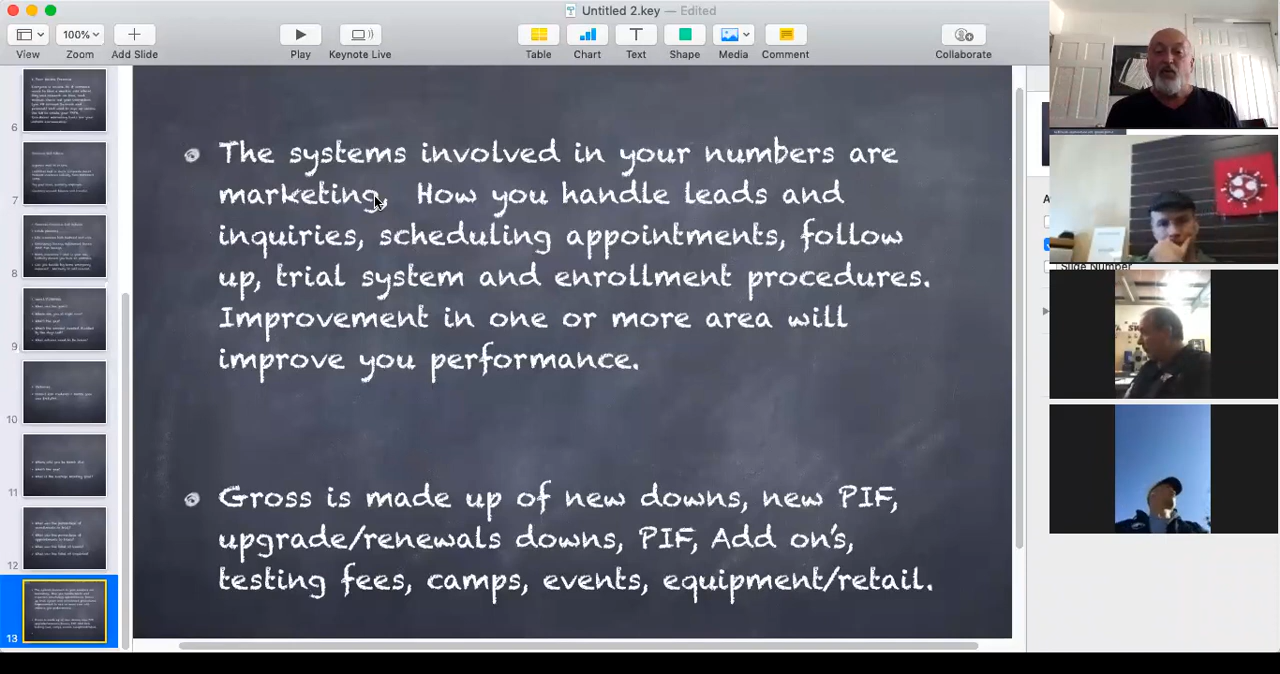 Untitled 2.key — Edited
View
100%
Zoom
Add Slide
Play
Keynote Live
Table
Chart
Text
Shape
Media
Comment
Collaborate
6
7
8
9
10
11
12
13
The systems involved in your numbers are
marketing. How you handle leads and
inquiries, scheduling appointments, follow
up, trial system and enrollment procedures.
Improvement in one or more area will
improve you performance.
Gross is made up of new downs, new PIF,
upgrade/renewals downs, PIF, Add on's,
testing fees, camps, events, equipment/retail.
Slide Number